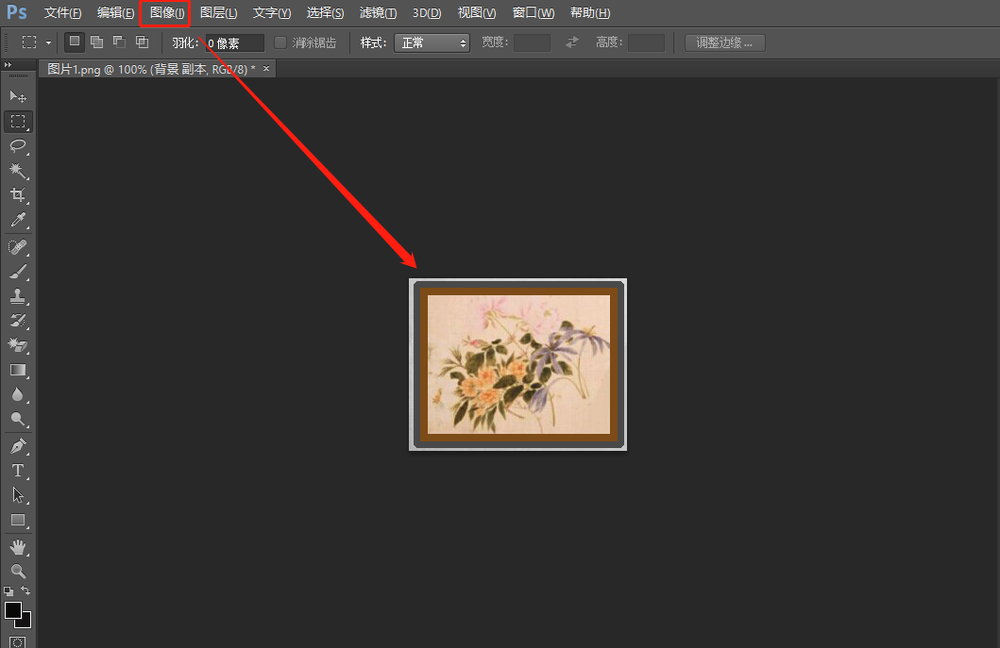 Ps 文件(F) 编辑(E) 图像(I) 图层(L) 文字(Y) 选择(S) 滤镜(T) 3D(D) 视图(V) 窗口(W) 帮助(H)
羽化: 0 像素 消除锯齿 样式: 正常 宽度: 高度: 调整边缘 ...
图片1.png @ 100% (背景 副本, RGB/8) * ×
T